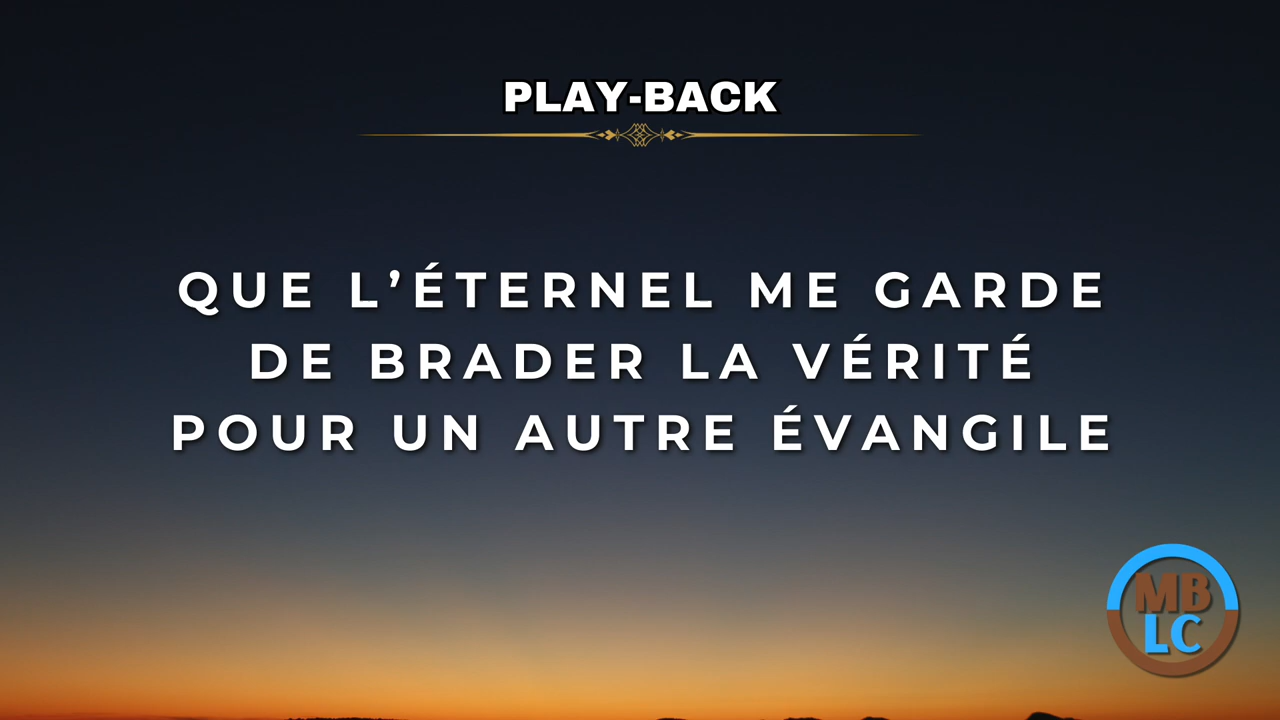 PLAY-BACK
QUE L’ÉTERNEL ME GARDE
DE BRADER LA VÉRITÉ
POUR UN AUTRE ÉVANGILE
MB
LC